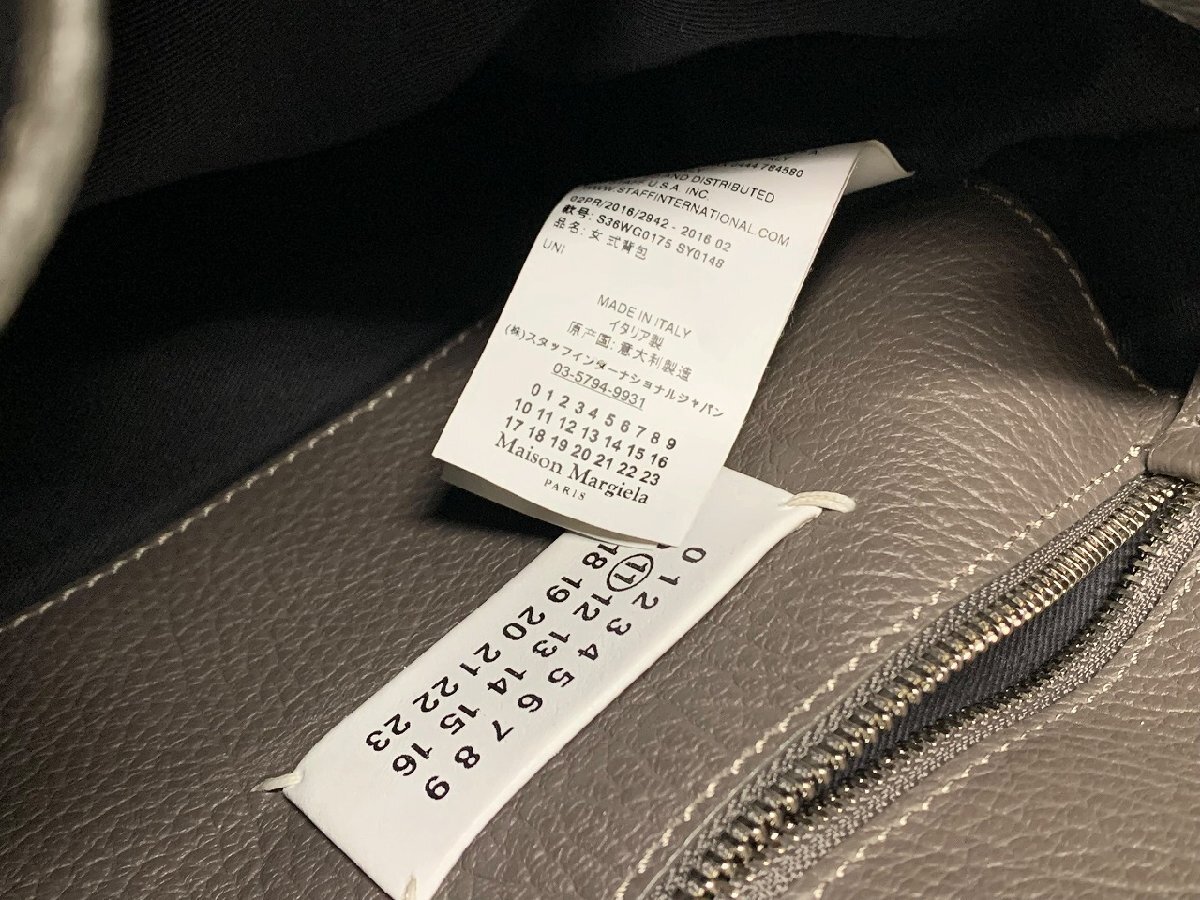 0444 784580
AND DISTRIBUTED
U.S.A. INC.
WWW.STAFFINTERNATIONAL.COM
02PR/2016/2942 - 2016 02
款号: S36WG0175 SY0148
品名: 女 式背包
UNI
MADE IN ITALY
イタリア製
原产国: 意大利製造
(株)スタッフインターナショナルジャパン
03-5794-9931
0 1 2 3 4 5 6 7 8 9
10 11 12 13 14 15 16
17 18 19 20 21 22 23
Maison Margiela
PARIS
0 1 2 3 4 5 6 7 8 9
11 12 13 14 15 16
18 19 20 21 22 23